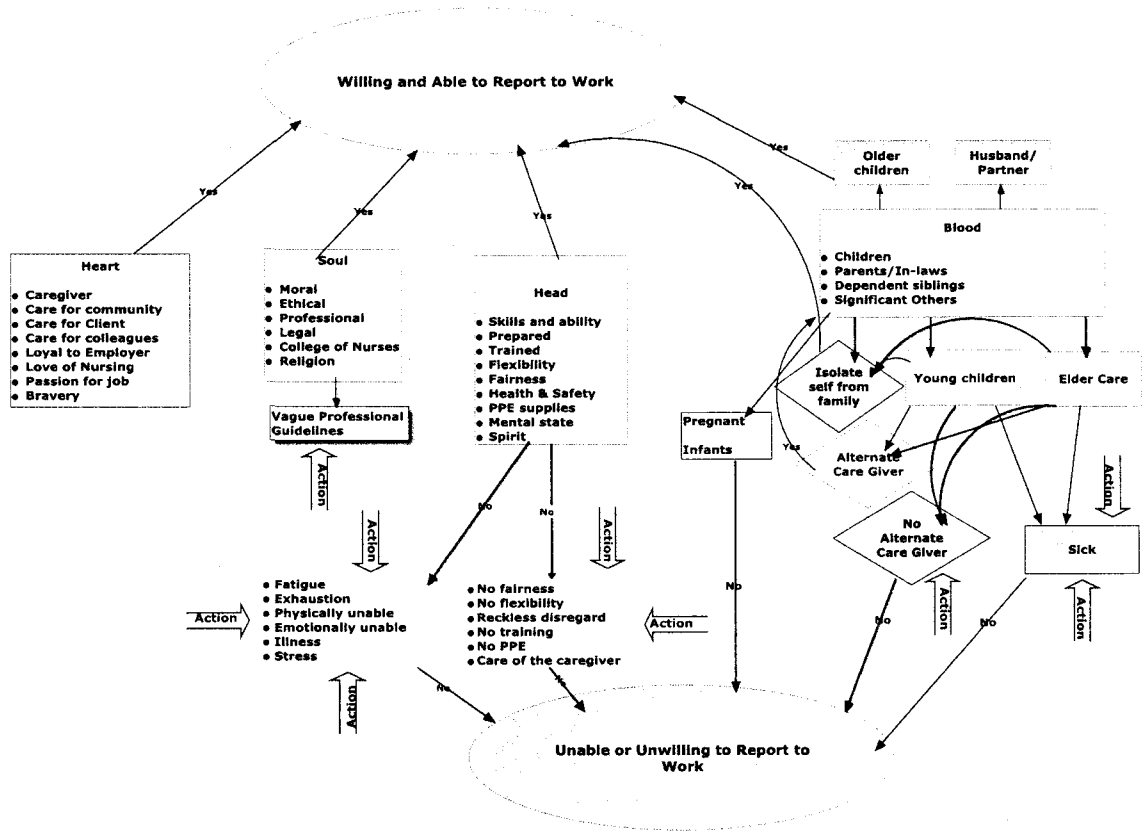 Willing and Able to Report to Work
Yes
Yes
Yes
Yes
Yes
Older
children
Husband/
Partner
Blood
• Children
• Parents/In-laws
• Dependent siblings
• Significant Others
Heart
• Caregiver
• Care for community
• Care for Client
• Care for colleagues
• Loyal to Employer
• Love of Nursing
• Passion for job
• Bravery
Soul
• Moral
• Ethical
• Professional
• Legal
• College of Nurses
• Religion
Vague Professional
Guidelines
Head
• Skills and ability
• Prepared
• Trained
• Flexibility
• Fairness
• Health & Safety
• PPE supplies
• Mental state
• Spirit
Isolate
self from
family
Young children
Elder Care
Pregnant
Infants
Yes
Alternate
Care Giver
No
Alternate
Care Giver
Sick
Action
Action
Action
Action
No
No
• Fatigue
• Exhaustion
• Physically unable
• Emotionally unable
• Illness
• Stress
Action
Action
• No fairness
• No flexibility
• Reckless disregard
• No training
• No PPE
• Care of the caregiver
Action
Action
Action
No
No
No
No
Unable or Unwilling to Report to
Work